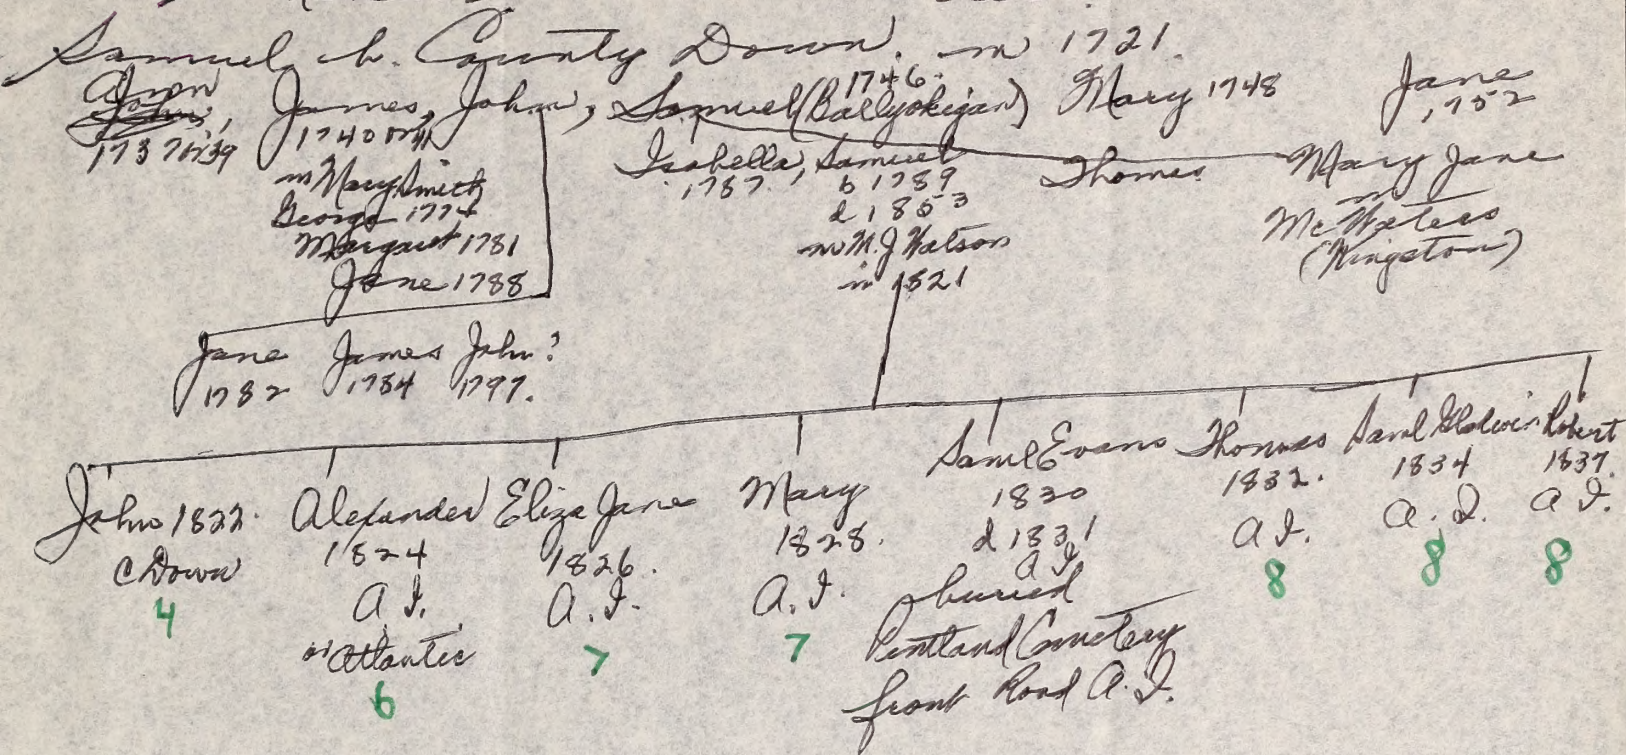 Samuel b. County Down. m 1721.
Ann James, John, Samuel (Ballyokigan) 1746. Mary 1748 Jane 1752
1737 1739 1740
m Mary Smith
George 1774
Margaret 1781
Jane 1788
Isabella, Samuel Thomas Mary Jane
1787. b 1789 m
d 1853 McWaters
m M. J Watson (Kingston)
in 1821
Jane James John?
1782 1784 1797.
John 1822. Alexander Eliza Jane Mary Saml Evans Thomas Saml Robert
C Down 1824 1826. 1828. 1830 1832. 1834 1837.
4 A. I. A. I. A. I. d 1831 A I. A. I. A I.
or Atlantic 7 7 A I 8 8 8
6 buried
Pentland Cemetery
front Road A. I.